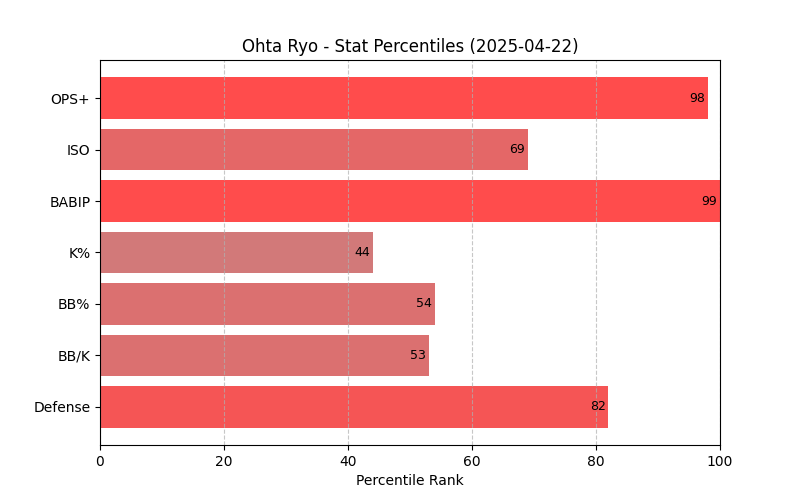 Ohta Ryo - Stat Percentiles (2025-04-22)
OPS+ 98
ISO 69
BABIP 99
K% 44
BB% 54
BB/K 53
Defense 82
0 20 40 60 80 100
Percentile Rank